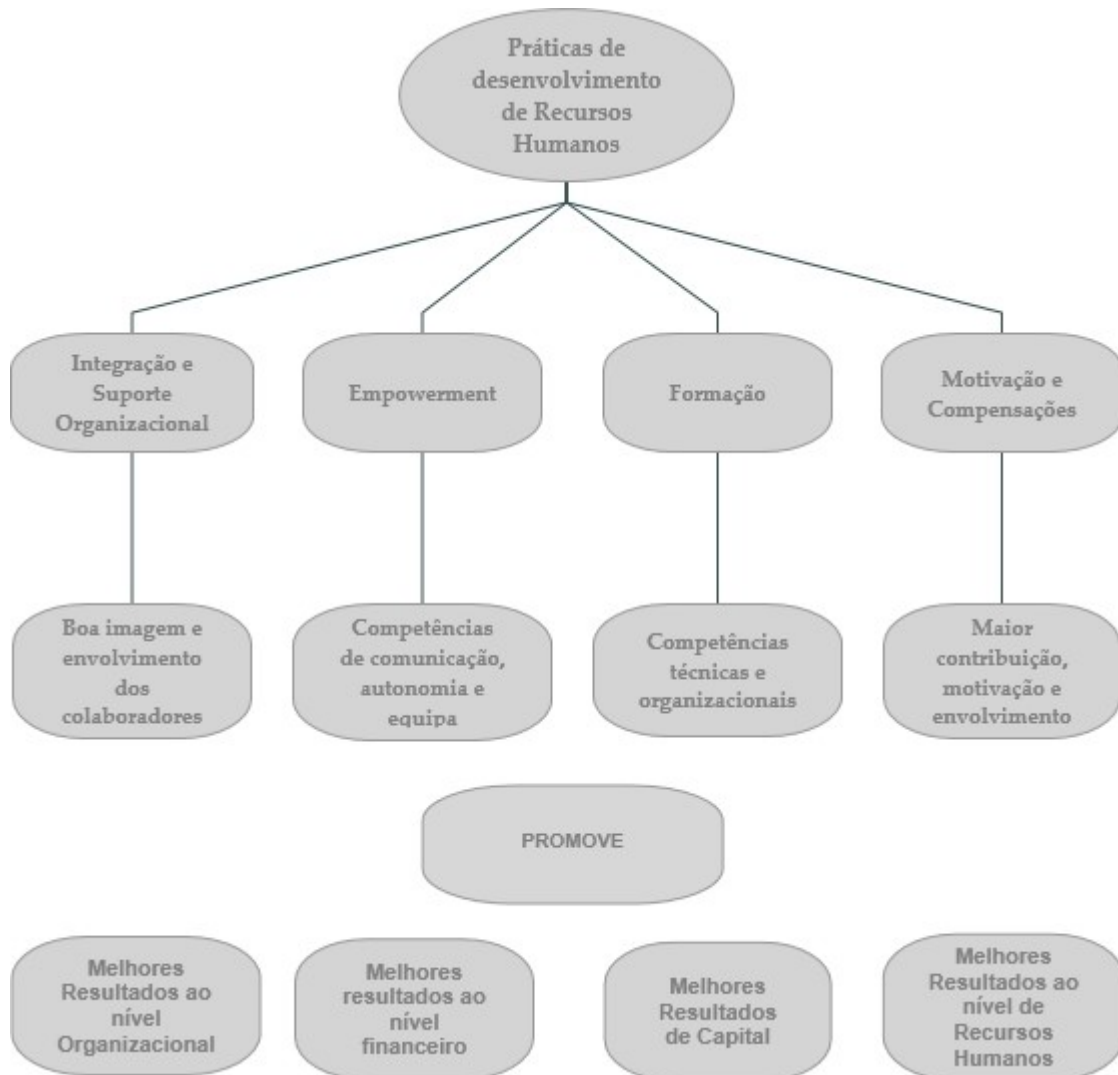 Práticas de
desenvolvimento
de Recursos
Humanos
Integração e
Suporte
Organizacional
Empowerment
Formação
Motivação e
Compensações
Boa imagem e
envolvimento
dos
colaboradores
Competências
de comunicação,
autonomia e
equipa
Competências
técnicas e
organizacionais
Maior
contribuição,
motivação e
envolvimento
PROMOVE
Melhores
Resultados ao
nível
Organizacional
Melhores
resultados ao
nível
financeiro
Melhores
Resultados
de Capital
Melhores
Resultados ao
nível de
Recursos
Humanos